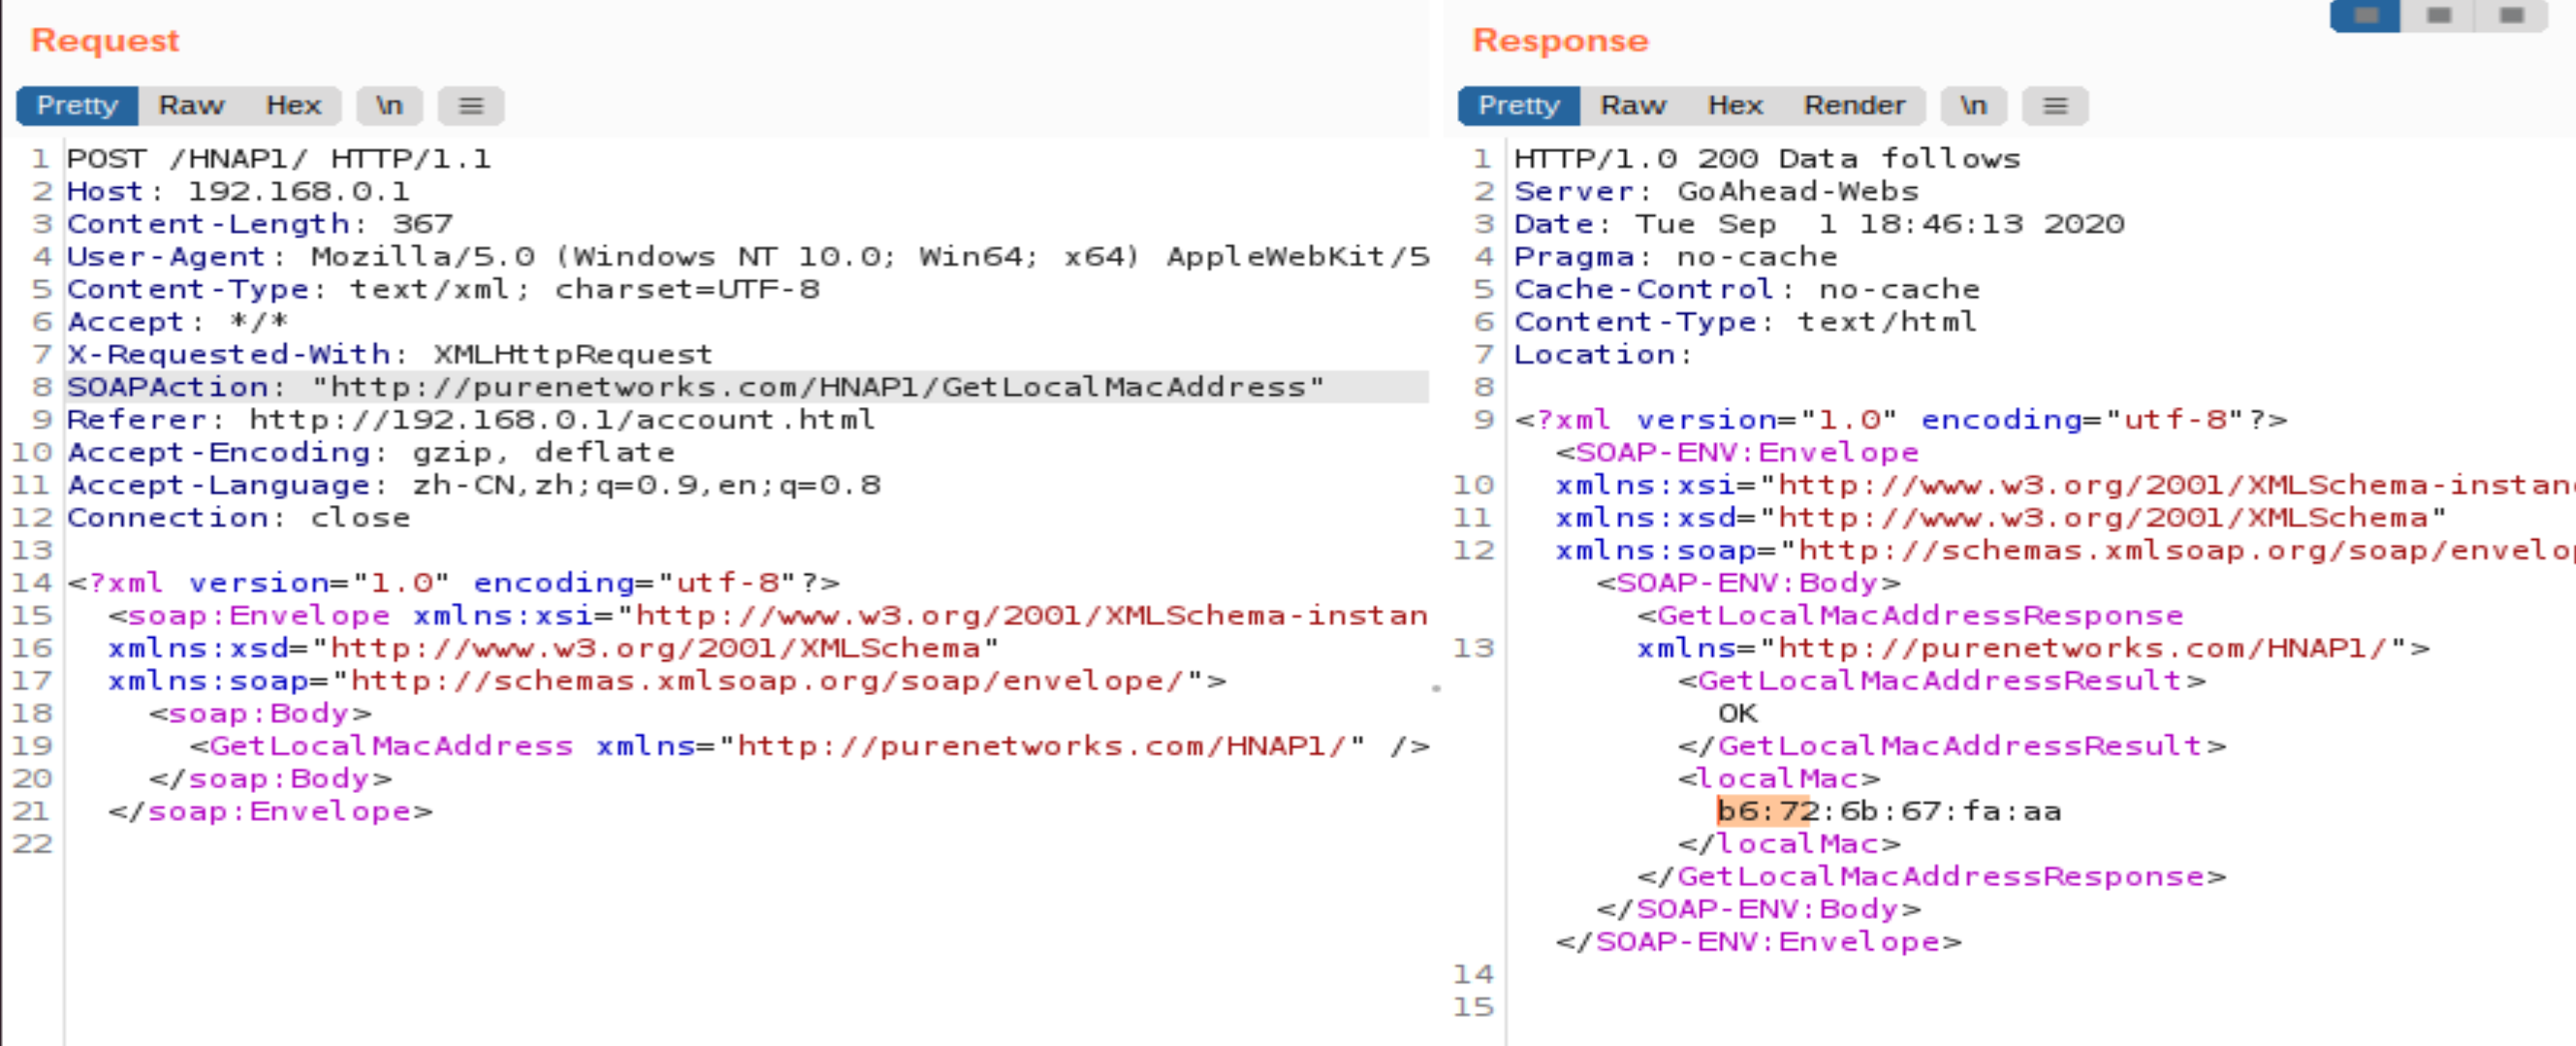 Request
Pretty Raw Hex \n ≡
1 POST /HNAP1/ HTTP/1.1
2 Host: 192.168.0.1
3 Content-Length: 367
4 User-Agent: Mozilla/5.0 (Windows NT 10.0; Win64; x64) AppleWebKit/5
5 Content-Type: text/xml; charset=UTF-8
6 Accept: */*
7 X-Requested-With: XMLHttpRequest
8 SOAPAction: "http://purenetworks.com/HNAP1/GetLocalMacAddress"
9 Referer: http://192.168.0.1/account.html
10 Accept-Encoding: gzip, deflate
11 Accept-Language: zh-CN,zh;q=0.9,en;q=0.8
12 Connection: close
13
14 <?xml version="1.0" encoding="utf-8"?>
15 <soap:Envelope xmlns:xsi="http://www.w3.org/2001/XMLSchema-instan
16 xmlns:xsd="http://www.w3.org/2001/XMLSchema"
17 xmlns:soap="http://schemas.xmlsoap.org/soap/envelope/">
18 <soap:Body>
19 <GetLocalMacAddress xmlns="http://purenetworks.com/HNAP1/" />
20 </soap:Body>
21 </soap:Envelope>
22
Response
Pretty Raw Hex Render \n ≡
1 HTTP/1.0 200 Data follows
2 Server: GoAhead-Webs
3 Date: Tue Sep  1 18:46:13 2020
4 Pragma: no-cache
5 Cache-Control: no-cache
6 Content-Type: text/html
7 Location:
8
9 <?xml version="1.0" encoding="utf-8"?>
<SOAP-ENV:Envelope
10 xmlns:xsi="http://www.w3.org/2001/XMLSchema-instan
11 xmlns:xsd="http://www.w3.org/2001/XMLSchema"
12 xmlns:soap="http://schemas.xmlsoap.org/soap/envelop
<SOAP-ENV:Body>
<GetLocalMacAddressResponse
13 xmlns="http://purenetworks.com/HNAP1/">
<GetLocalMacAddressResult>
OK
</GetLocalMacAddressResult>
<localMac>
b6:72:6b:67:fa:aa
</localMac>
</GetLocalMacAddressResponse>
</SOAP-ENV:Body>
</SOAP-ENV:Envelope>
14
15